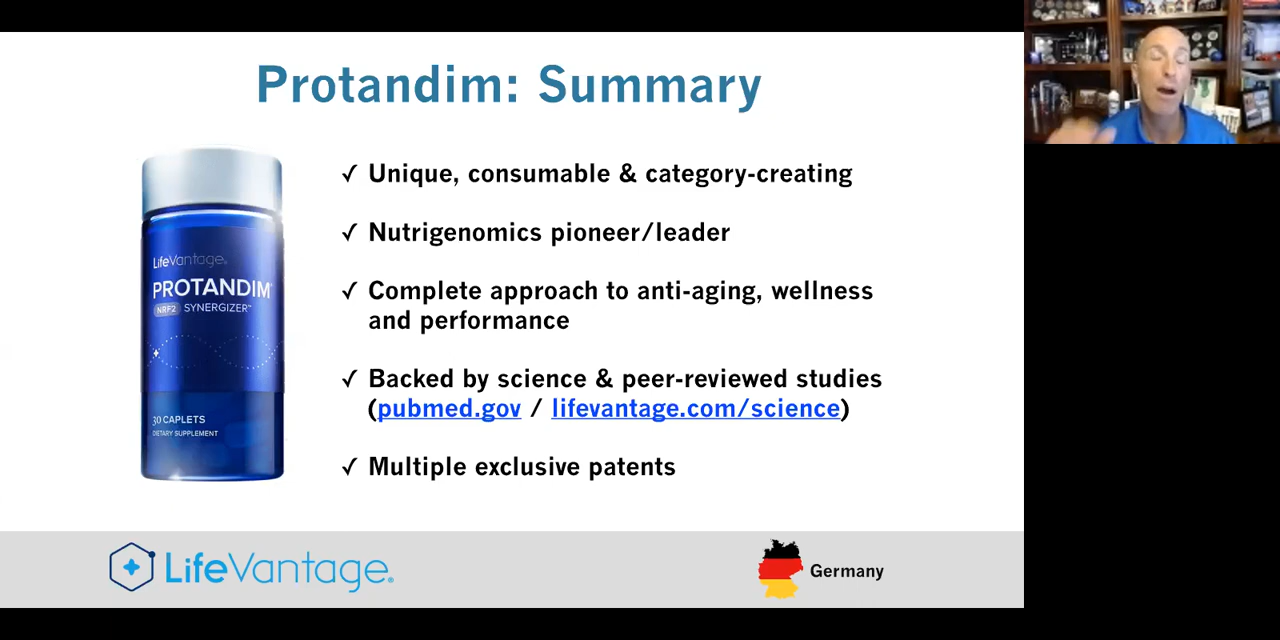 Protandim: Summary
✓ Unique, consumable & category-creating
✓ Nutrigenomics pioneer/leader
✓ Complete approach to anti-aging, wellness
and performance
✓ Backed by science & peer-reviewed studies
(pubmed.gov / lifevantage.com/science)
✓ Multiple exclusive patents
LifeVantage®
PROTANDIM®
NRF2 SYNERGIZER™
30 CAPLETS
DIETARY SUPPLEMENT
LifeVantage®
Germany